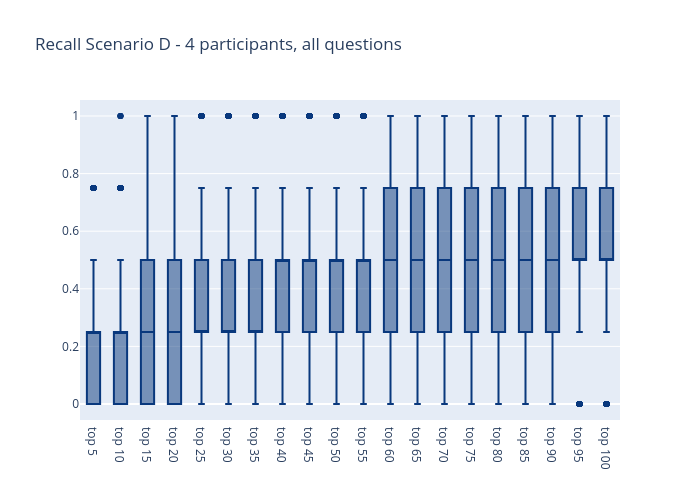 Recall Scenario D - 4 participants, all questions
1
0.8
0.6
0.4
0.2
0
top 5
top 10
top 15
top 20
top 25
top 30
top 35
top 40
top 45
top 50
top 55
top 60
top 65
top 70
top 75
top 80
top 85
top 90
top 95
top 100